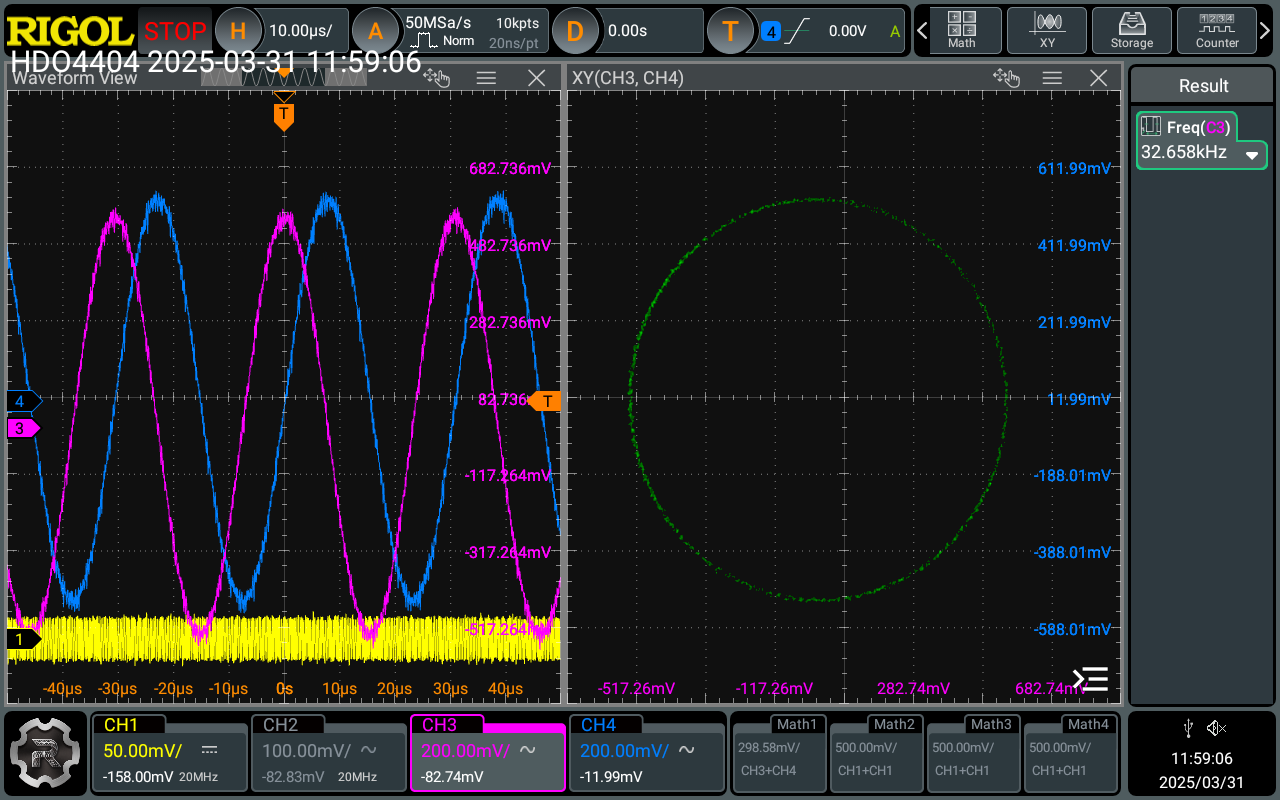 RIGOL STOP H 10.00µs/ A 50MSa/s 10kpts D 0.00s T 4 0.00V A Math XY Storage Counter
Norm 20ns/pt
HDO4404 2025-03-31 11:59:06
Waveform View
XY(CH3, CH4)
Result
T
Freq(C3)
32.658kHz
682.736mV
482.736mV
282.736mV
82.736
-117.264mV
-317.264mV
-517.264
T
4
3
1
-40µs -30µs -20µs -10µs 0s 10µs 20µs 30µs 40µs
611.99mV
411.99mV
211.99mV
11.99mV
-188.01mV
-388.01mV
-588.01mV
-517.26mV -117.26mV 282.74mV 682.74m
CH1
50.00mV/
-158.00mV 20MHz
CH2
100.00mV/
-82.83mV 20MHz
CH3
200.00mV/
-82.74mV
CH4
200.00mV/
-11.99mV
Math1
298.58mV/
CH3+CH4
Math2
500.00mV/
CH1+CH1
Math3
500.00mV/
CH1+CH1
Math4
500.00mV/
CH1+CH1
11:59:06
2025/03/31